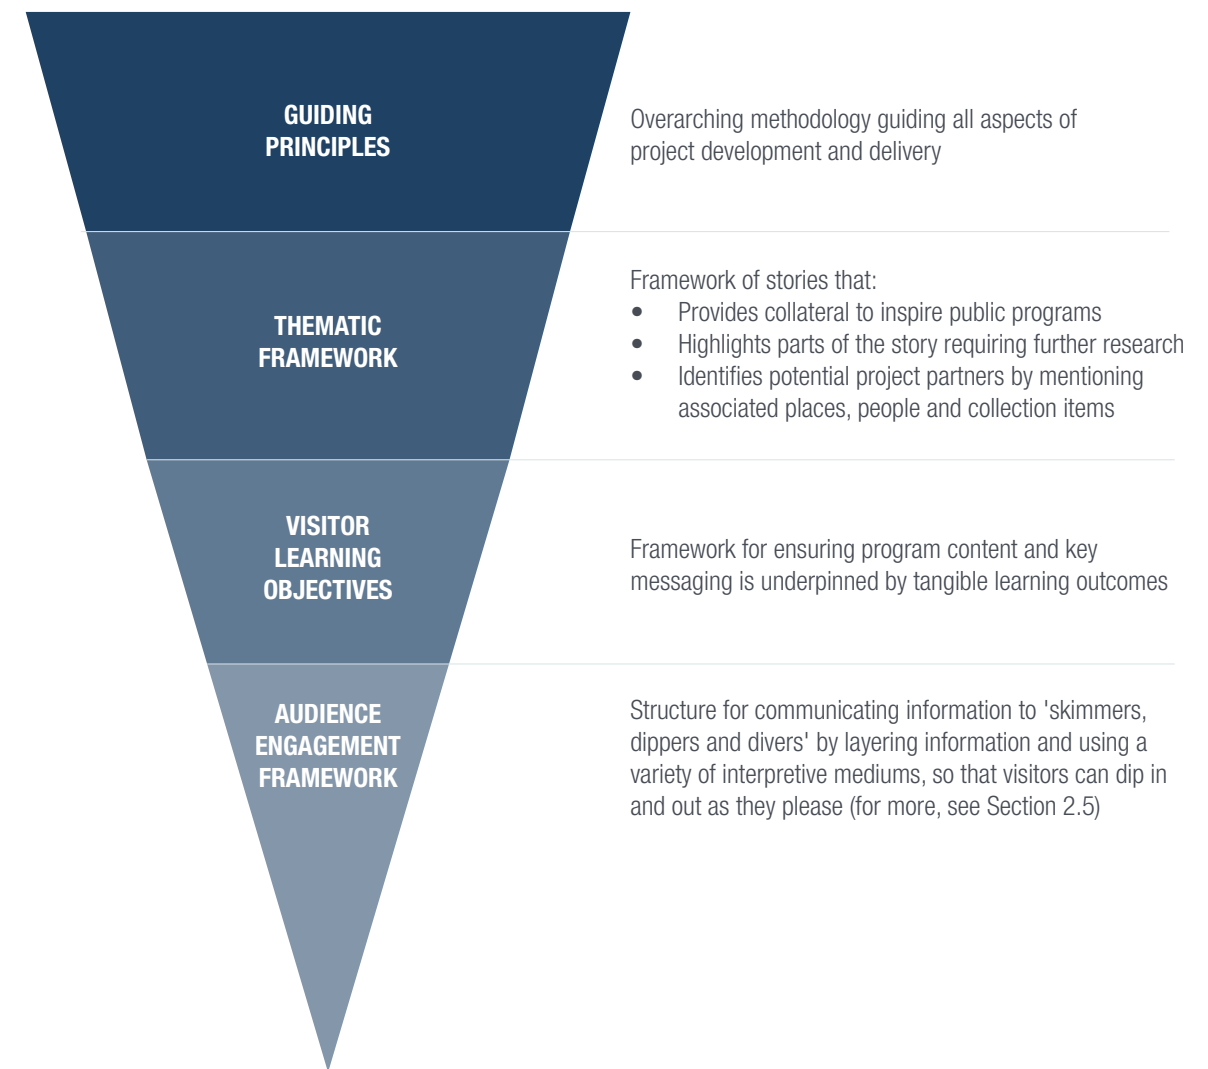 GUIDING
PRINCIPLES
Overarching methodology guiding all aspects of
project development and delivery
THEMATIC
FRAMEWORK
Framework of stories that:
• Provides collateral to inspire public programs
• Highlights parts of the story requiring further research
• Identifies potential project partners by mentioning
associated places, people and collection items
VISITOR
LEARNING
OBJECTIVES
Framework for ensuring program content and key
messaging is underpinned by tangible learning outcomes
AUDIENCE
ENGAGEMENT
FRAMEWORK
Structure for communicating information to 'skimmers,
dippers and divers' by layering information and using a
variety of interpretive mediums, so that visitors can dip in
and out as they please (for more, see Section 2.5)